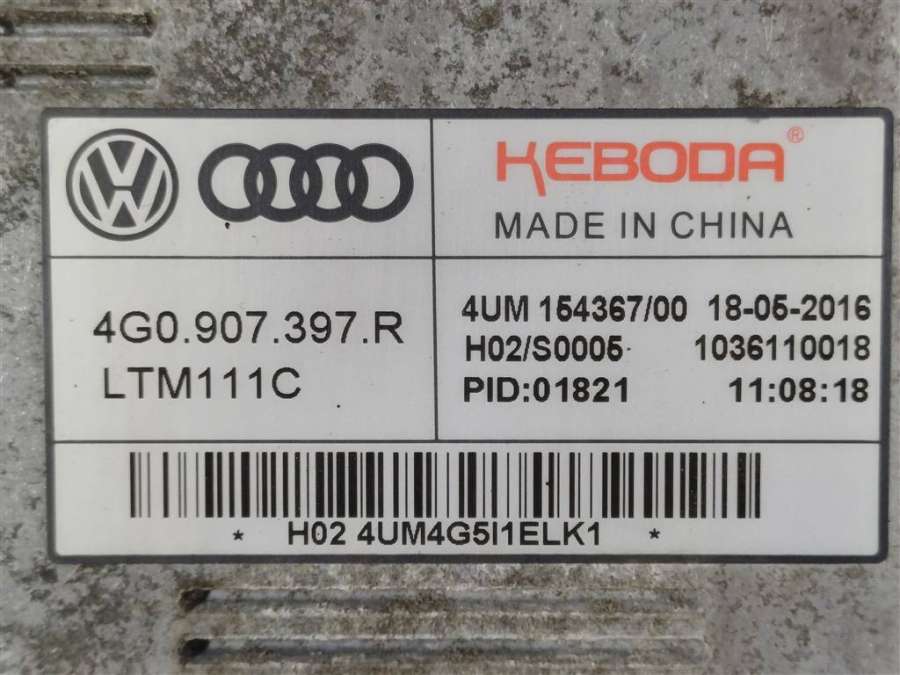 KEBODA®
MADE IN CHINA
4G0.907.397.R
LTM111C
4UM 154367/00 18-05-2016
H02/S0005 1036110018
PID:01821 11:08:18
* H02 4UM4G5I1ELK1 *